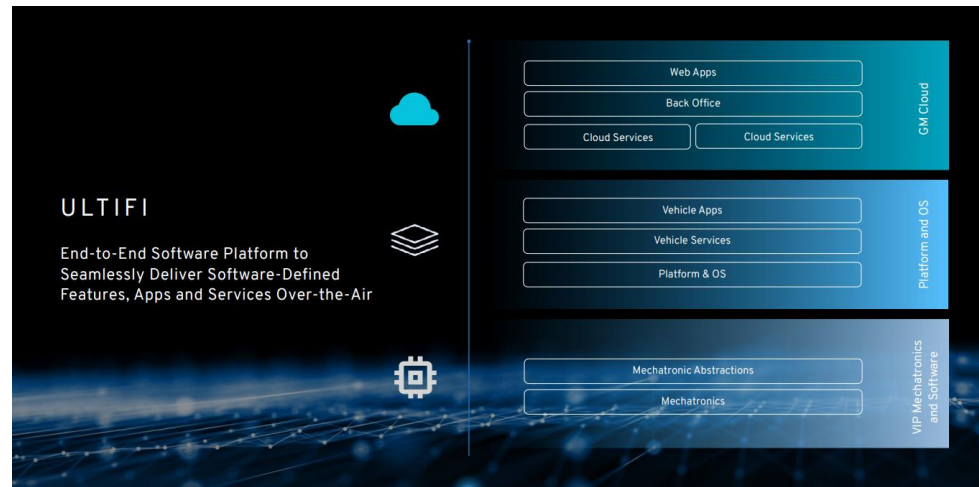 ULTIFI
End-to-End Software Platform to
Seamlessly Deliver Software-Defined
Features, Apps and Services Over-the-Air
Web Apps
Back Office
Cloud Services
Cloud Services
GM Cloud
Vehicle Apps
Vehicle Services
Platform & OS
Platform and OS
Mechatronic Abstractions
Mechatronics
VIP Mechatronics
and Software